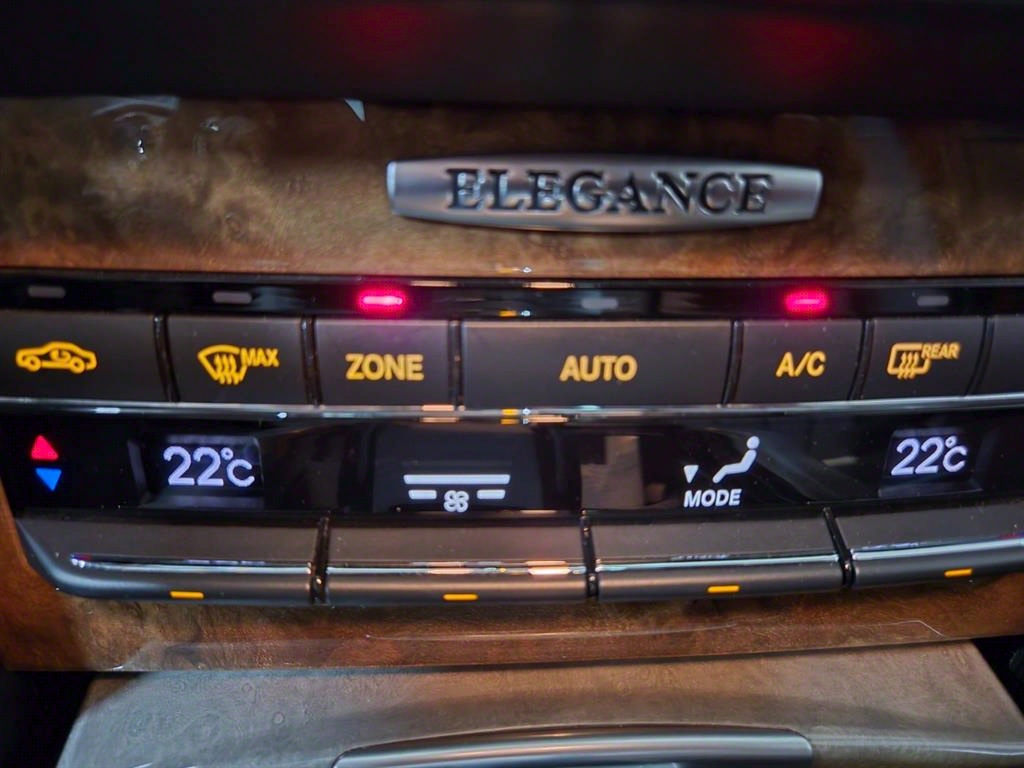 ELEGANCE
MAX ZONE AUTO A/C REAR
22°C MODE 22°C